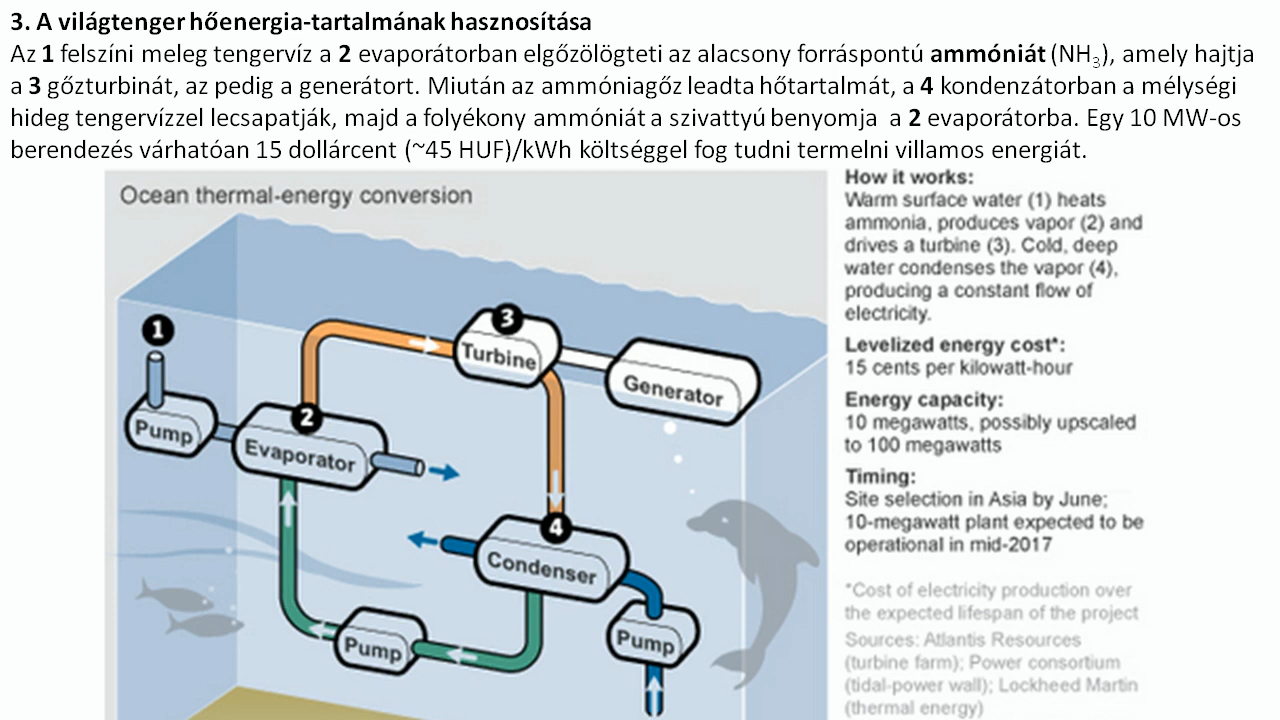 3. A világtenger hőenergia-tartalmának hasznosítása
Az 1 felszíni meleg tengervíz a 2 evaporátorban elgőzölögteti az alacsony forráspontú ammóniát (NH3), amely hajtja
a 3 gőzturbinát, az pedig a generátort. Miután az ammóniagőz leadta hőtartalmát, a 4 kondenzátorban a mélységi
hideg tengervízzel lecsapatják, majd a folyékony ammóniát a szivattyú benyomja a 2 evaporátorba. Egy 10 MW-os
berendezés várhatóan 15 dollárcent (~45 HUF)/kWh költséggel fog tudni termelni villamos energiát.
Ocean thermal-energy conversion
1
Pump
2
Evaporator
3
Turbine
Generator
4
Condenser
Pump
Pump
How it works:
Warm surface water (1) heats
ammonia, produces vapor (2) and
drives a turbine (3). Cold, deep
water condenses the vapor (4),
producing a constant flow of
electricity.
Levelized energy cost*:
15 cents per kilowatt-hour
Energy capacity:
10 megawatts, possibly upscaled
to 100 megawatts
Timing:
Site selection in Asia by June;
10-megawatt plant expected to be
operational in mid-2017
*Cost of electricity production over
the expected lifespan of the project
Sources: Atlantis Resources
(turbine farm); Power consortium
(tidal-power wall); Lockheed Martin
(thermal energy)